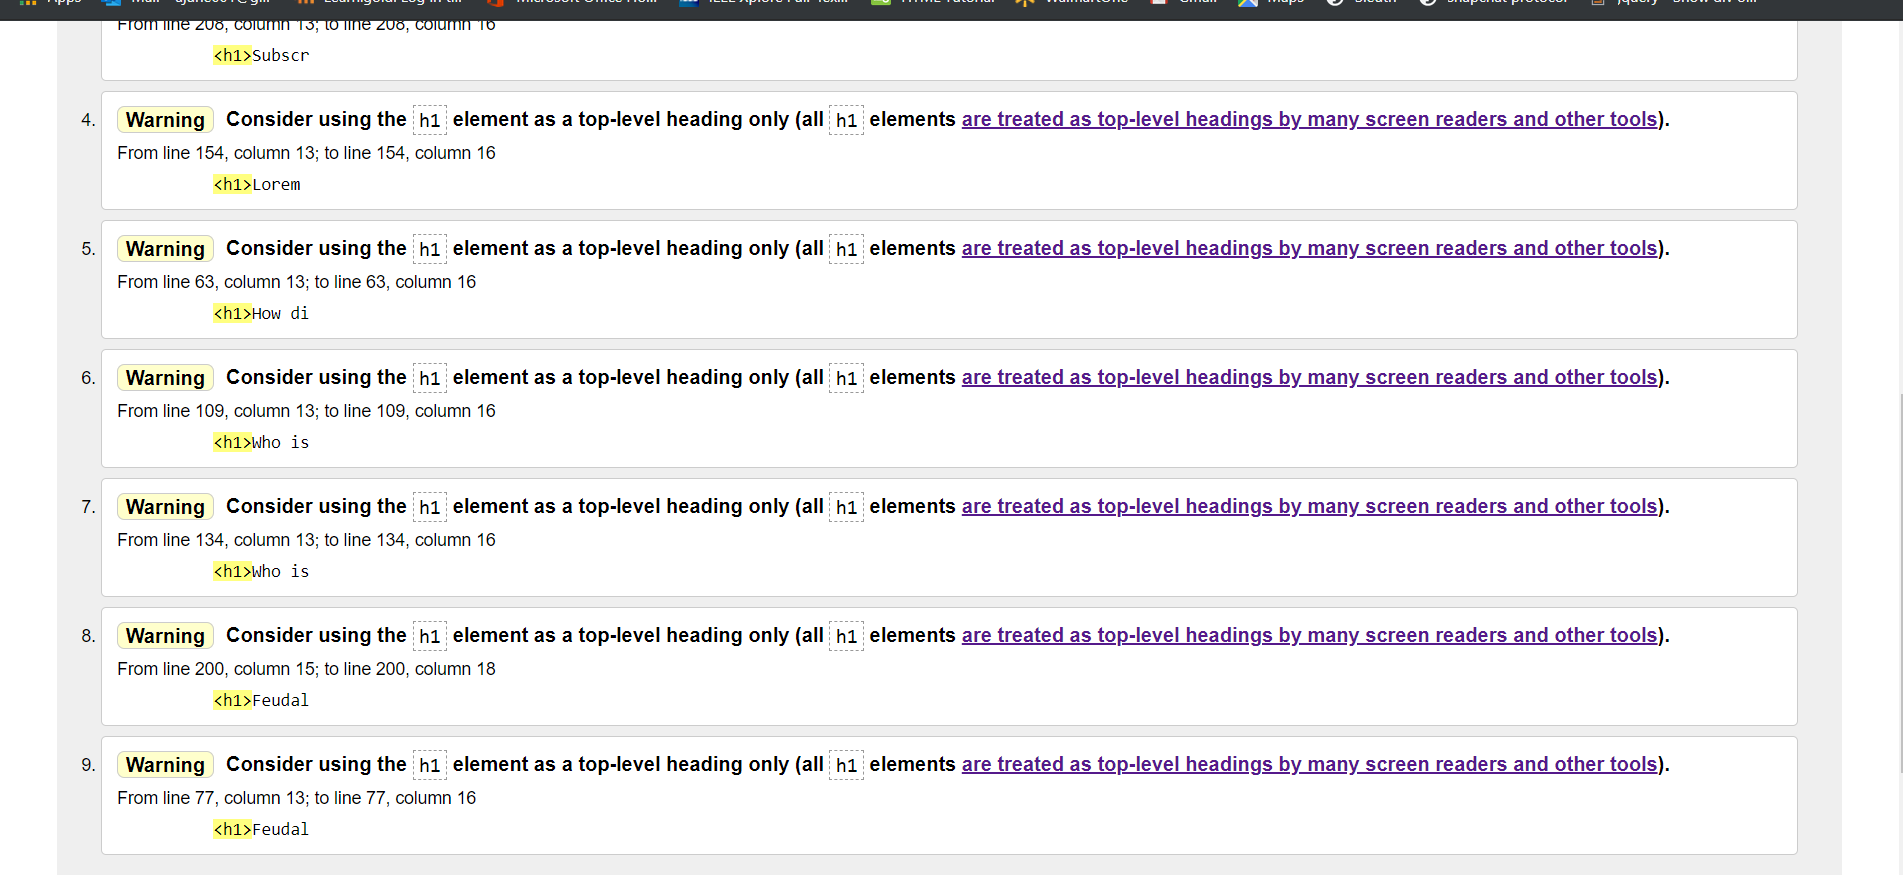 From line 208, column 13; to line 208, column 16
<h1>Subscr
4. Warning Consider using the h1 element as a top-level heading only (all h1 elements are treated as top-level headings by many screen readers and other tools).
From line 154, column 13; to line 154, column 16
<h1>Lorem
5. Warning Consider using the h1 element as a top-level heading only (all h1 elements are treated as top-level headings by many screen readers and other tools).
From line 63, column 13; to line 63, column 16
<h1>How di
6. Warning Consider using the h1 element as a top-level heading only (all h1 elements are treated as top-level headings by many screen readers and other tools).
From line 109, column 13; to line 109, column 16
<h1>Who is
7. Warning Consider using the h1 element as a top-level heading only (all h1 elements are treated as top-level headings by many screen readers and other tools).
From line 134, column 13; to line 134, column 16
<h1>Who is
8. Warning Consider using the h1 element as a top-level heading only (all h1 elements are treated as top-level headings by many screen readers and other tools).
From line 200, column 15; to line 200, column 18
<h1>Feudal
9. Warning Consider using the h1 element as a top-level heading only (all h1 elements are treated as top-level headings by many screen readers and other tools).
From line 77, column 13; to line 77, column 16
<h1>Feudal